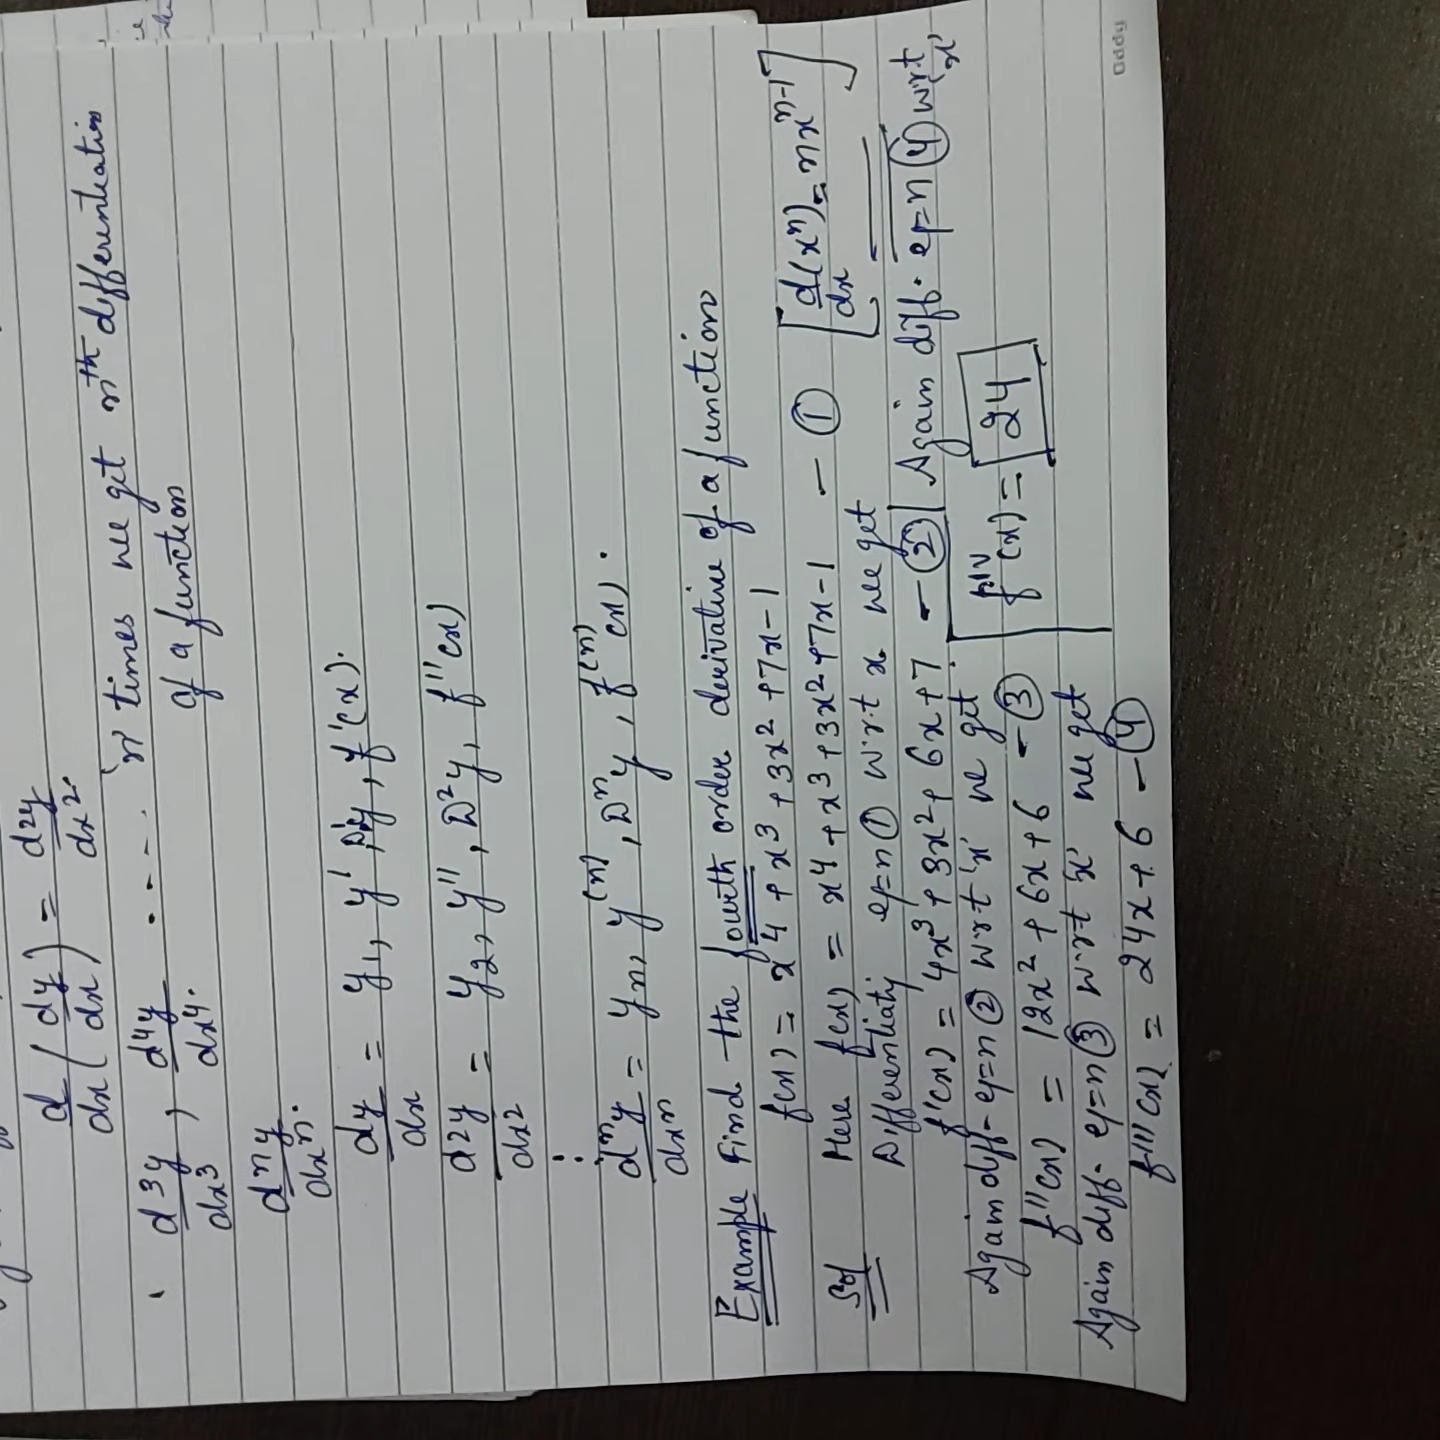 d/dx (dy/dx) = d2y/dx2.
d3y/dx3 , d4y/dx4. . - - . . 'n' times we get nth differentiation
of a function
dny/dxn.
dy/dx = y1, y' , Dy, f'(x).
d2y/dx2 = y2, y'', D2y, f''(x)
:
dny/dxn = yn, y(n), Dny, f(n)(x).
Example Find the fourth order derivative of a function
f(x) = x4 + x3 + 3x2 + 7x - 1
Sol Here f(x) = x4 + x3 + 3x2 + 7x - 1 - ① [d(xn)/dx = nxn-1]
Differentiaty eq=n ① w.r.t x we get
f'(x) = 4x3 + 3x2 + 6x + 7 - ②
Again diff- eq=n ② w.r.t 'x' we get.
f''(x) = 12x2 + 6x + 6 - ③
Again diff. eq=n ③ w.r.t 'x' we get
f'''(x) = 24x + 6 - ④
Again diff. eq=n ④ w.r.t 'x'
fiv(x) = 24
Oddy